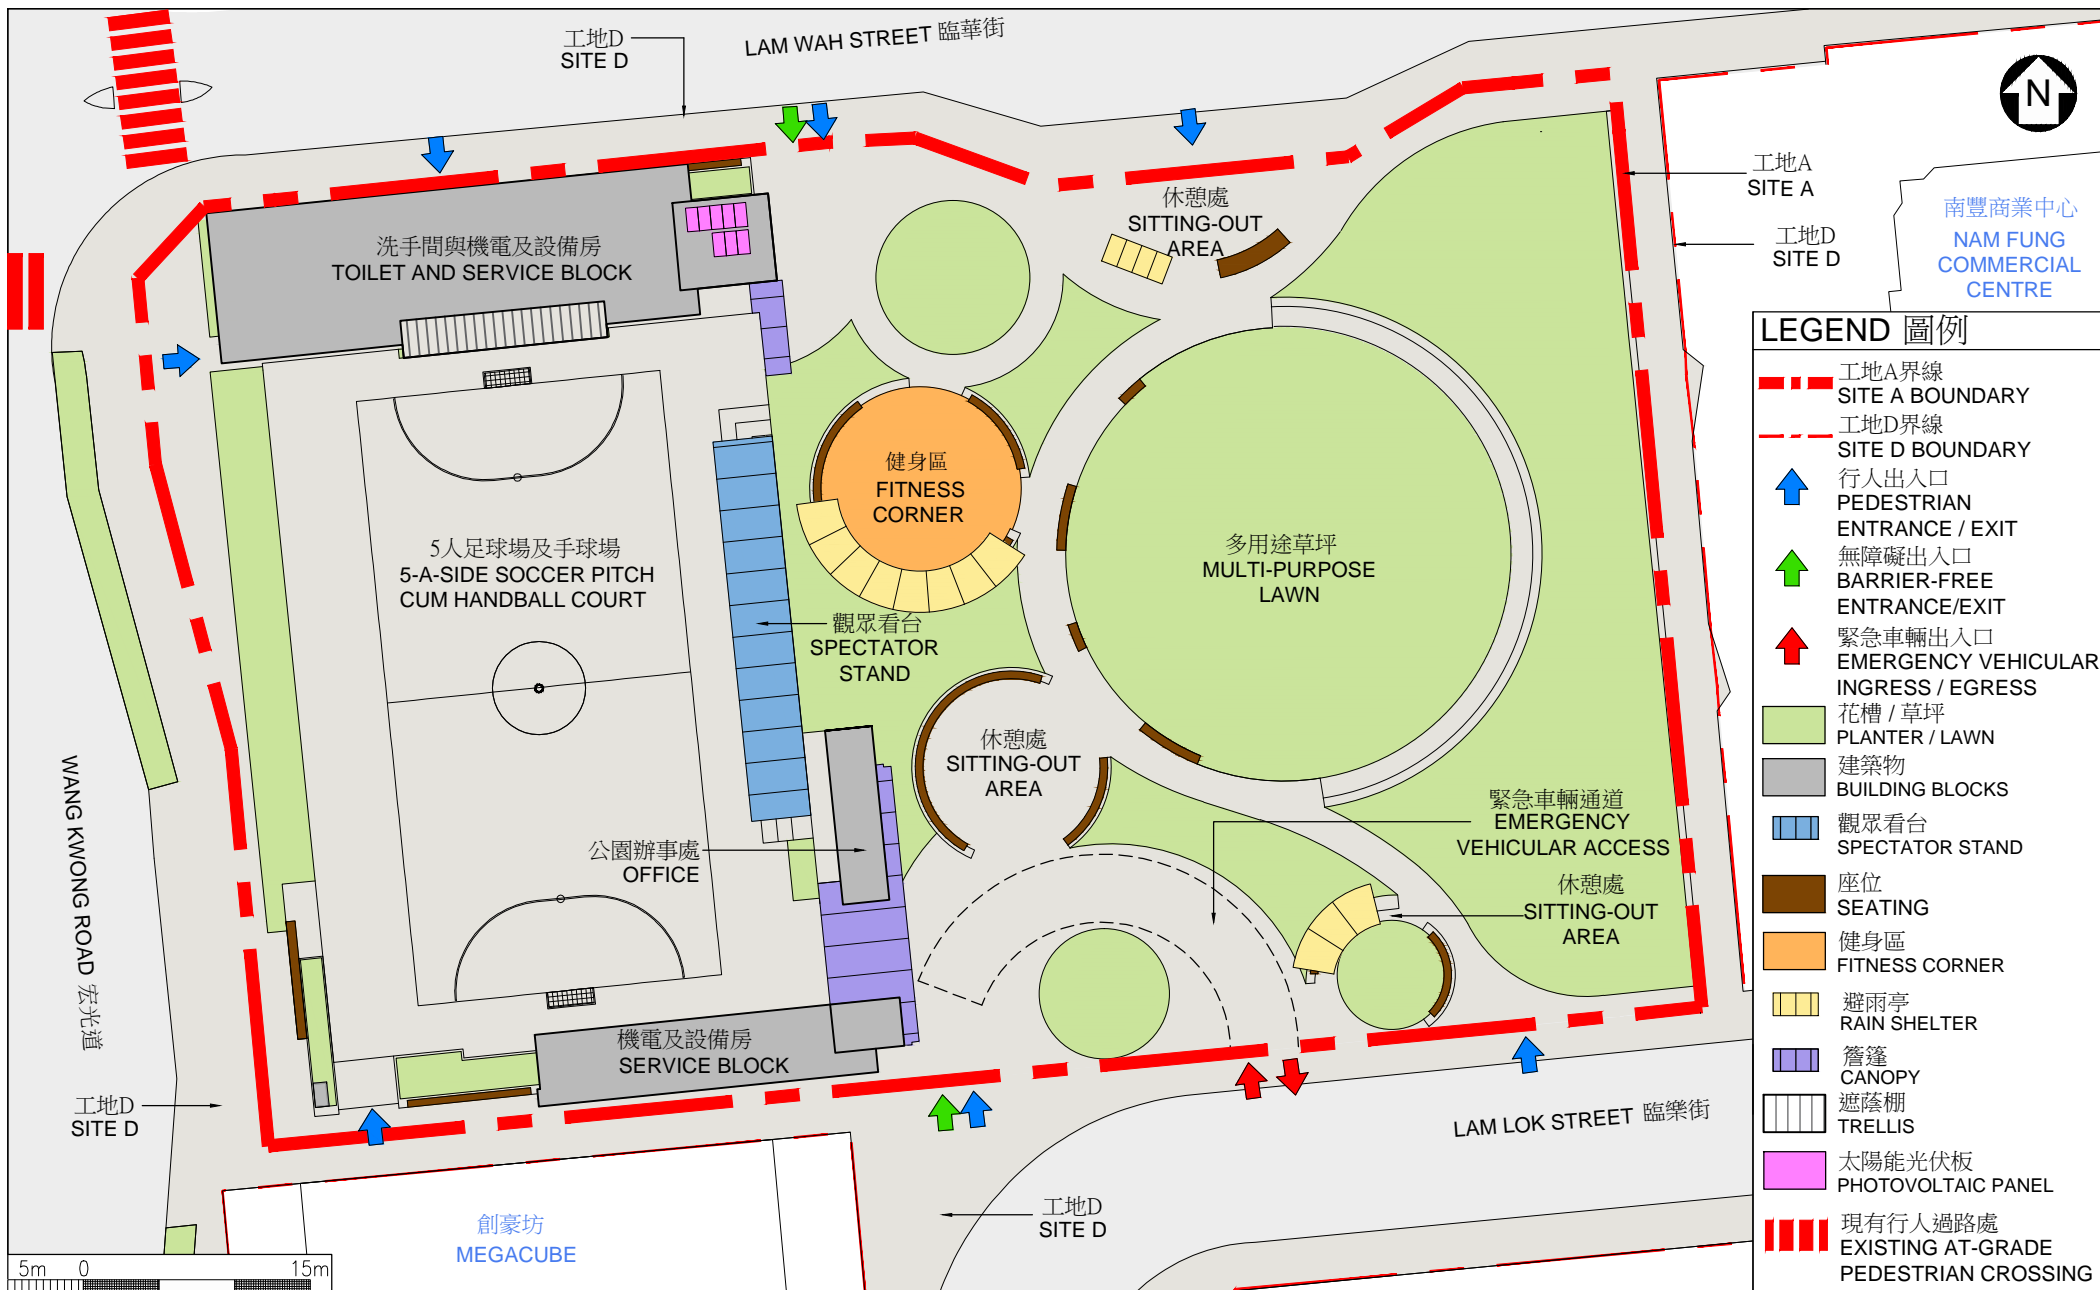 工地D
SITE D
LAM WAH STREET 臨華街
N
工地A
SITE A
工地D
SITE D
南豐商業中心
NAM FUNG
COMMERCIAL
CENTRE
休憩處
SITTING-OUT
AREA
洗手間與機電及設備房
TOILET AND SERVICE BLOCK
健身區
FITNESS
CORNER
5人足球場及手球場
5-A-SIDE SOCCER PITCH
CUM HANDBALL COURT
多用途草坪
MULTI-PURPOSE
LAWN
觀眾看台
SPECTATOR
STAND
休憩處
SITTING-OUT
AREA
緊急車輛通道
EMERGENCY
VEHICULAR ACCESS
公園辦事處
OFFICE
休憩處
SITTING-OUT
AREA
WANG KWONG ROAD 宏光道
機電及設備房
SERVICE BLOCK
工地D
SITE D
LAM LOK STREET 臨樂街
工地D
SITE D
創豪坊
MEGACUBE
5m 0 15m
LEGEND 圖例
工地A界線
SITE A BOUNDARY
工地D界線
SITE D BOUNDARY
行人出入口
PEDESTRIAN
ENTRANCE / EXIT
無障礙出入口
BARRIER-FREE
ENTRANCE/EXIT
緊急車輛出入口
EMERGENCY VEHICULAR
INGRESS / EGRESS
花槽 / 草坪
PLANTER / LAWN
建築物
BUILDING BLOCKS
觀眾看台
SPECTATOR STAND
座位
SEATING
健身區
FITNESS CORNER
避雨亭
RAIN SHELTER
簷篷
CANOPY
遮蔭棚
TRELLIS
太陽能光伏板
PHOTOVOLTAIC PANEL
現有行人過路處
EXISTING AT-GRADE
PEDESTRIAN CROSSING